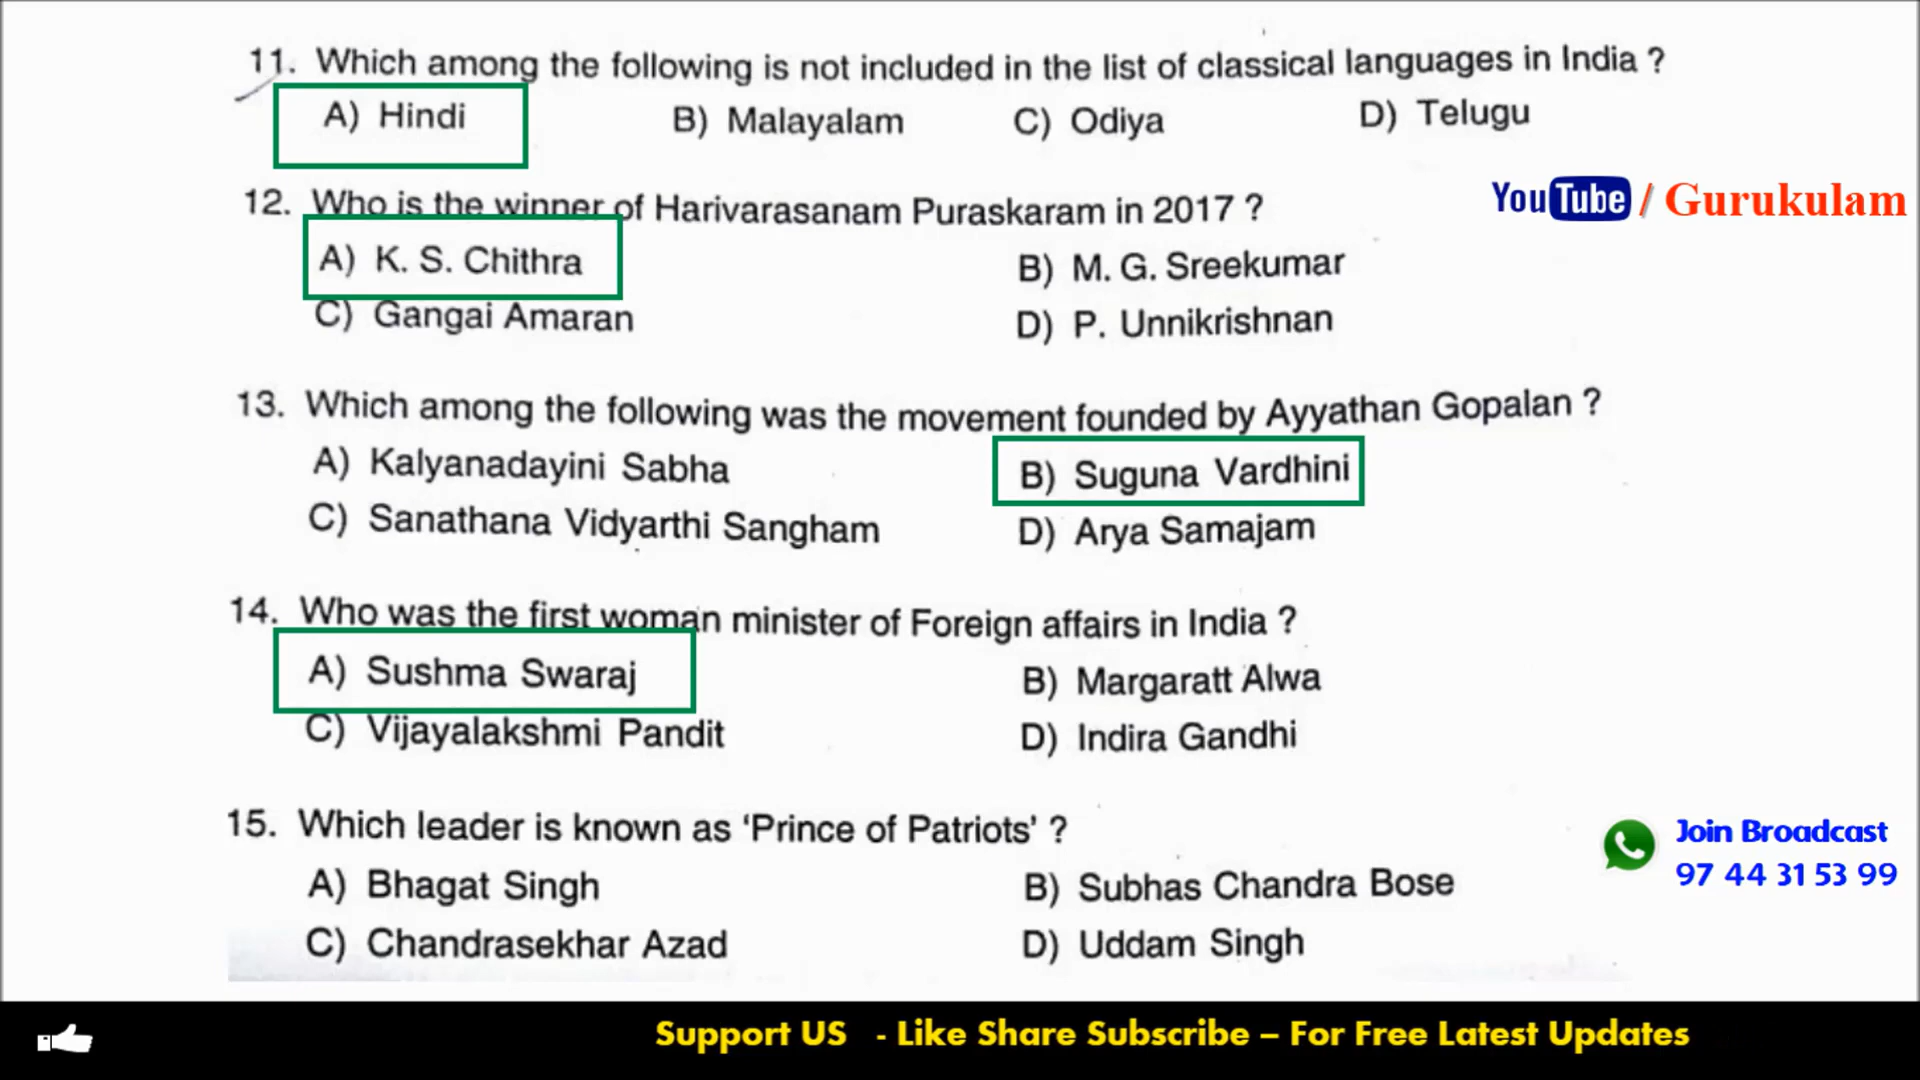 11. Which among the following is not included in the list of classical languages in India ?
A) Hindi B) Malayalam C) Odiya D) Telugu
12. Who is the winner of Harivarasanam Puraskaram in 2017 ?
YouTube / Gurukulam
A) K. S. Chithra B) M. G. Sreekumar
C) Gangai Amaran D) P. Unnikrishnan
13. Which among the following was the movement founded by Ayyathan Gopalan ?
A) Kalyanadayini Sabha B) Suguna Vardhini
C) Sanathana Vidyarthi Sangham D) Arya Samajam
14. Who was the first woman minister of Foreign affairs in India ?
A) Sushma Swaraj B) Margaratt Alwa
C) Vijayalakshmi Pandit D) Indira Gandhi
15. Which leader is known as ‘Prince of Patriots’ ?
Join Broadcast
97 44 31 53 99
A) Bhagat Singh B) Subhas Chandra Bose
C) Chandrasekhar Azad D) Uddam Singh
Support US - Like Share Subscribe – For Free Latest Updates